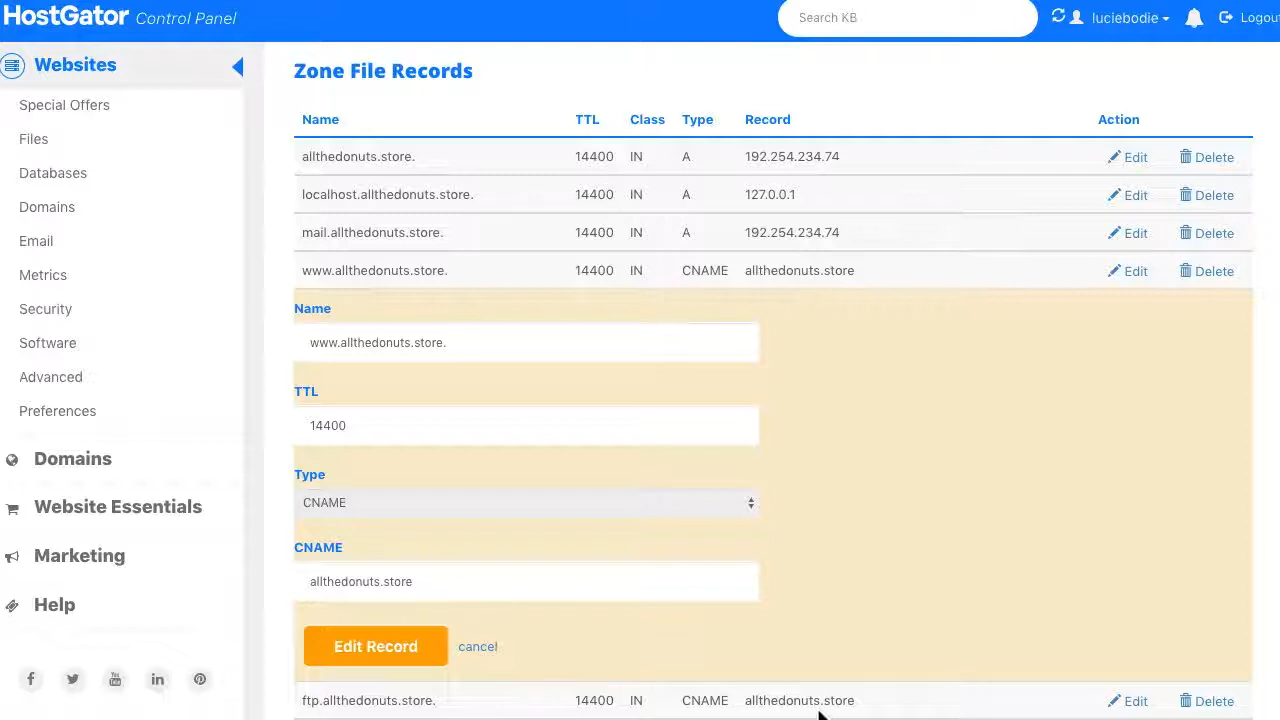 HostGator Control Panel
Search KB
luciebodie
Logou
Websites
Special Offers
Files
Databases
Domains
Email
Metrics
Security
Software
Advanced
Preferences
Domains
Website Essentials
Marketing
Help
Zone File Records
Name TTL Class Type Record Action
allthedonuts.store. 14400 IN A 192.254.234.74 Edit Delete
localhost.allthedonuts.store. 14400 IN A 127.0.0.1 Edit Delete
mail.allthedonuts.store. 14400 IN A 192.254.234.74 Edit Delete
www.allthedonuts.store. 14400 IN CNAME allthedonuts.store Edit Delete
Name
www.allthedonuts.store.
TTL
14400
Type
CNAME
CNAME
allthedonuts.store
Edit Record cancel
ftp.allthedonuts.store. 14400 IN CNAME allthedonuts.store Edit Delete